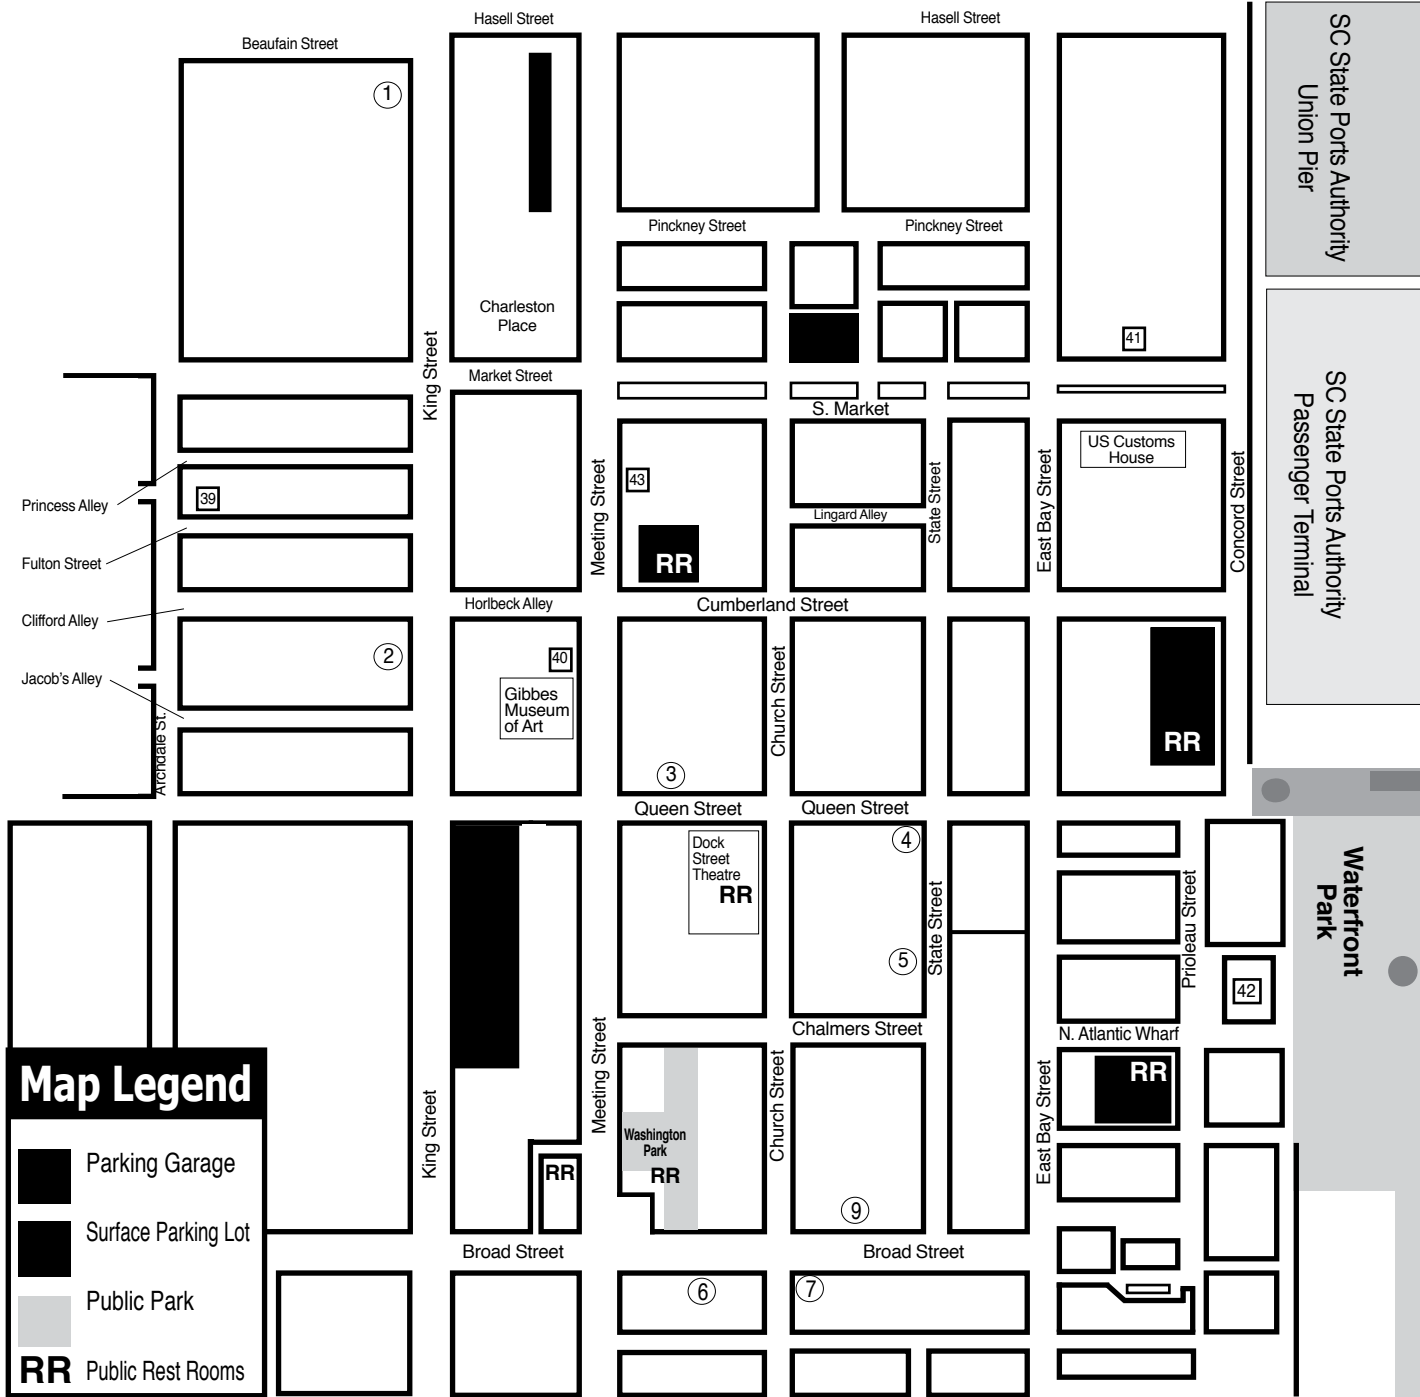 Hasell Street
Hasell Street
Beaufain Street
SC State Ports Authority
Union Pier
1
Pinckney Street
Pinckney Street
Charleston
Place
King Street
41
Market Street
S. Market
SC State Ports Authority
Passenger Terminal
US Customs
House
Meeting Street
43
State Street
East Bay Street
Concord Street
Princess Alley
39
Lingard Alley
RR
Fulton Street
Horlbeck Alley
Cumberland Street
Clifford Alley
2
40
Church Street
Jacob's Alley
Gibbes
Museum
of Art
RR
Archdale St.
3
Queen Street
Queen Street
Dock
Street
Theatre
RR
4
Waterfront
Park
State Street
Prioleau Street
5
42
Chalmers Street
N. Atlantic Wharf
Meeting Street
Church Street
East Bay Street
RR
King Street
Washington
Park
RR
RR
9
Broad Street
Broad Street
6
7
Map Legend
Parking Garage
Surface Parking Lot
Public Park
RR Public Rest Rooms